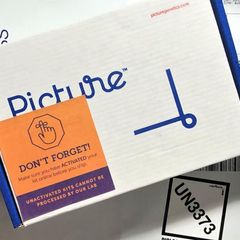 picturegenetics.com
Picture™
DON'T FORGET!
Make sure you have ACTIVATED your
kit online before you ship.
UNACTIVATED KITS CANNOT BE
PROCESSED BY OUR LAB
UN3373